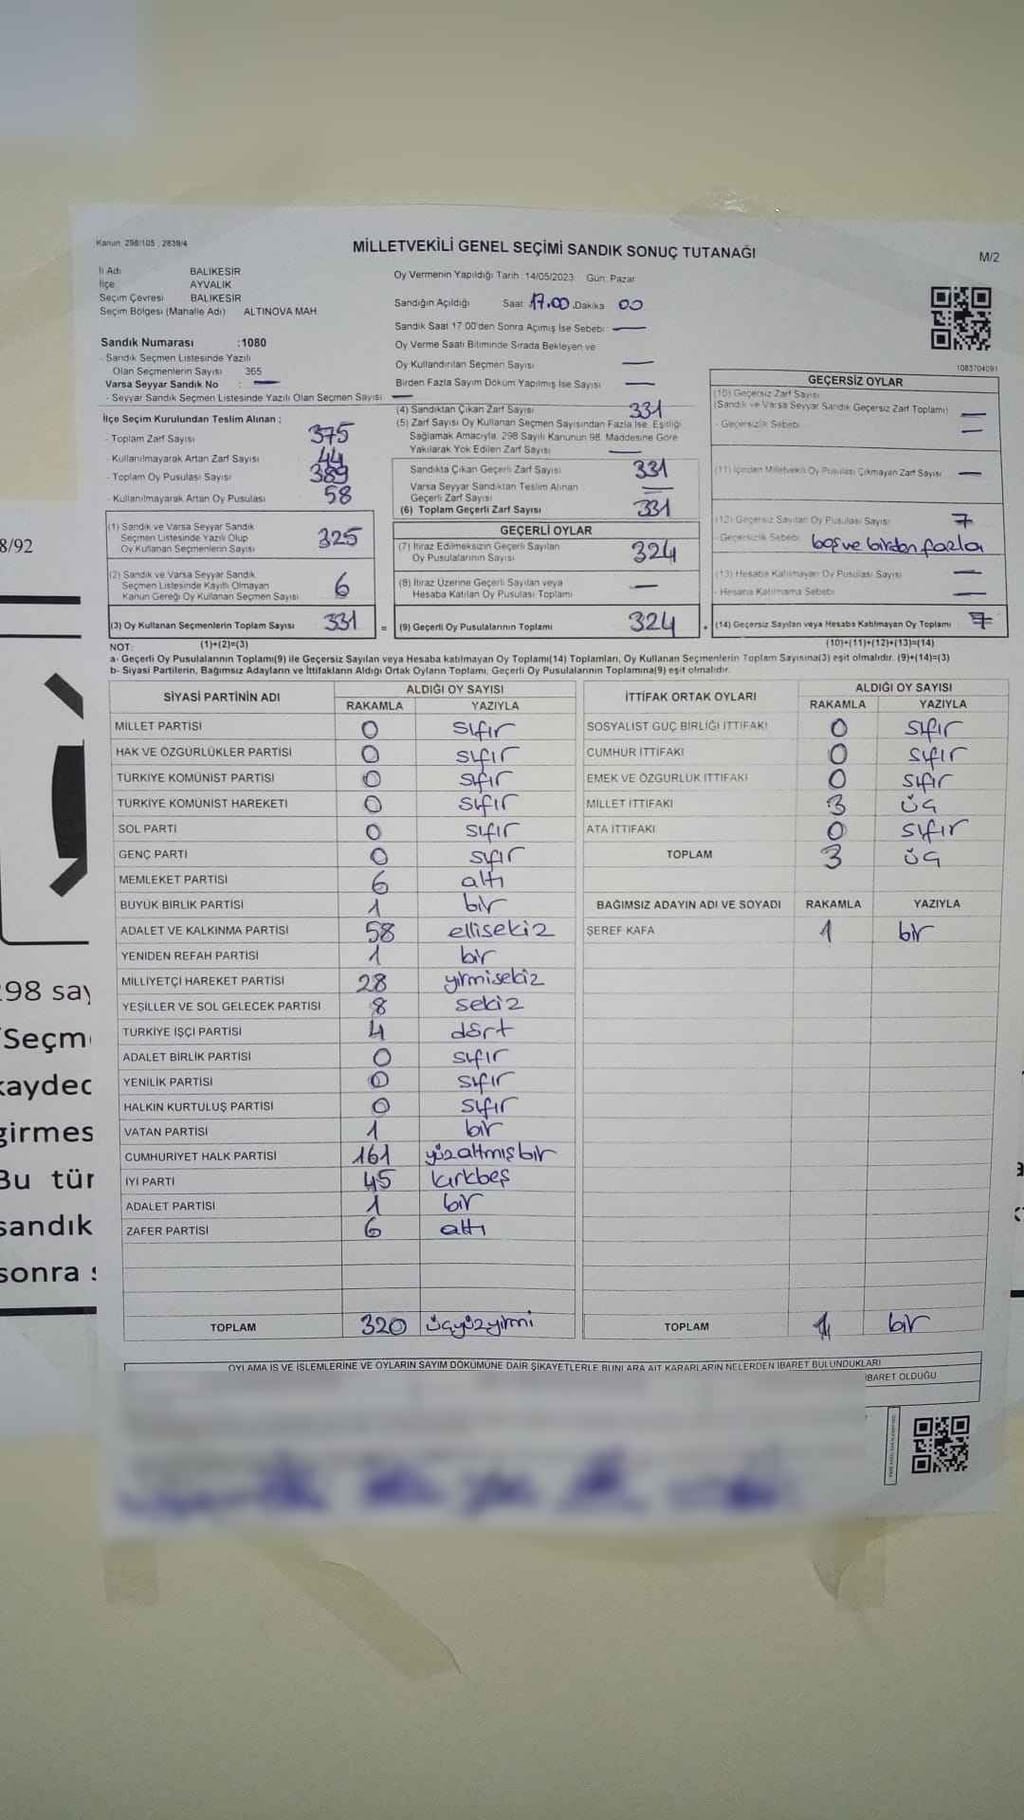 Kanun: 298/105 , 2839/4
MİLLETVEKİLİ GENEL SEÇİMİ SANDIK SONUÇ TUTANAĞI
M/2
İl Adı BALIKESİR
İlçe AYVALIK
Seçim Çevresi BALIKESİR
Seçim Bölgesi (Mahalle Adı) ALTINOVA MAH.
Sandık Numarası :1080
- Sandık Seçmen Listesinde Yazılı
Olan Seçmenlerin Sayısı 365
Varsa Seyyar Sandık No : —
- Seyyar Sandık Seçmen Listesinde Yazılı Olan Seçmen Sayısı —
İlçe Seçim Kurulundan Teslim Alınan ;
- Toplam Zarf Sayısı 375
- Kullanılmayarak Artan Zarf Sayısı 44
- Toplam Oy Pusulası Sayısı 389
- Kullanılmayarak Artan Oy Pusulası 58
(1) Sandık ve Varsa Seyyar Sandık
Seçmen Listesinde Yazılı Olup
Oy Kullanan Seçmenlerin Sayısı 325
(2) Sandık ve Varsa Seyyar Sandık
Seçmen Listesinde Kayıtlı Olmayan
Kanun Gereği Oy Kullanan Seçmen Sayısı 6
(3) Oy Kullanan Seçmenlerin Toplam Sayısı 331
=
Oy Vermenin Yapıldığı Tarih :14/05/2023 Gün: Pazar
Sandığın Açıldığı Saat 17.00 .Dakika 00
Sandık Saat 17:00'den Sonra Açımış İse Sebebi —
Oy Verme Saati Bitiminde Sırada Bekleyen ve
Oy Kullandırılan Seçmen Sayısı —
Birden Fazla Sayım Döküm Yapılmış İse Sayısı —
(4) Sandıktan Çıkan Zarf Sayısı 331
(5) Zarf Sayısı Oy Kullanan Seçmen Sayısından Fazla İse, Eşitliği
Sağlamak Amacıyla, 298 Sayılı Kanunun 98. Maddesine Göre
Yakılarak Yok Edilen Zarf Sayısı —
Sandıkta Çıkan Geçerli Zarf Sayısı 331
Varsa Seyyar Sandıktan Teslim Alınan
Geçerli Zarf Sayısı —
(6) Toplam Geçerli Zarf Sayısı 331
GEÇERLİ OYLAR
(7) İtiraz Edilmeksizin Geçerli Sayılan
Oy Pusulalarının Sayısı 324
(8) İtiraz Üzerine Geçerli Sayılan veya
Hesaba Katılan Oy Pusulası Toplamı —
(9) Geçerli Oy Pusulalarının Toplamı 324
+
1083704091
GEÇERSİZ OYLAR
(10) Geçersiz Zarf Sayısı
(Sandık ve Varsa Seyyar Sandık Geçersiz Zarf Toplamı) —
- Geçersizlik Sebebi —
(11) İçinden Milletvekili Oy Pusulası Çıkmayan Zarf Sayısı —
(12) Geçersiz Sayılan Oy Pusulası Sayısı 7
- Geçersizlik Sebebi boş ve birden fazla
(13) Hesaba Katılmayan Oy Pusulası Sayısı —
- Hesaba Katılmama Sebebi —
(14) Geçersiz Sayılan veya Hesaba Katılmayan Oy Toplamı 7
NOT: (1)+(2)=(3) (10)+(11)+(12)+(13)=(14)
a- Geçerli Oy Pusulalarının Toplamı(9) ile Geçersiz Sayılan veya Hesaba katılmayan Oy Toplamı(14) Toplamları, Oy Kullanan Seçmenlerin Toplam Sayısına(3) eşit olmalıdır. (9)+(14)=(3)
b- Siyasi Partilerin, Bağımsız Adayların ve İttifakların Aldığı Ortak Oyların Toplamı, Geçerli Oy Pusulalarının Toplamına(9) eşit olmalıdır.
SİYASİ PARTİNİN ADI ALDIĞI OY SAYISI
RAKAMLA YAZIYLA
MİLLET PARTİSİ 0 sıfır
HAK VE ÖZGÜRLÜKLER PARTİSİ 0 sıfır
TÜRKİYE KOMÜNİST PARTİSİ 0 sıfır
TÜRKİYE KOMÜNİST HAREKETİ 0 sıfır
SOL PARTİ 0 sıfır
GENÇ PARTİ 0 sıfır
MEMLEKET PARTİSİ 6 altı
BÜYÜK BİRLİK PARTİSİ 1 bir
ADALET VE KALKINMA PARTİSİ 58 ellisekiz
YENİDEN REFAH PARTİSİ 1 bir
MİLLİYETÇİ HAREKET PARTİSİ 28 yirmisekiz
YEŞİLLER VE SOL GELECEK PARTİSİ 8 sekiz
TÜRKİYE İŞÇİ PARTİSİ 4 dört
ADALET BİRLİK PARTİSİ 0 sıfır
YENİLİK PARTİSİ 0 sıfır
HALKIN KURTULUŞ PARTİSİ 0 sıfır
VATAN PARTİSİ 1 bir
CUMHURİYET HALK PARTİSİ 161 yüzaltmışbir
İYİ PARTİ 45 kırkbeş
ADALET PARTİSİ 1 bir
ZAFER PARTİSİ 6 altı
TOPLAM 320 üçyüzyirmi
İTTİFAK ORTAK OYLARI ALDIĞI OY SAYISI
RAKAMLA YAZIYLA
SOSYALİST GÜÇ BİRLİĞİ İTTİFAKI 0 sıfır
CUMHUR İTTİFAKI 0 sıfır
EMEK VE ÖZGÜRLÜK İTTİFAKI 0 sıfır
MİLLET İTTİFAKI 3 üç
ATA İTTİFAKI 0 sıfır
TOPLAM 3 üç
BAĞIMSIZ ADAYIN ADI VE SOYADI RAKAMLA YAZIYLA
ŞEREF KAFA 1 bir
TOPLAM 1 bir
OYLAMA İŞ VE İŞLEMLERİNE VE OYLARIN SAYIM DÖKÜMÜNE DAİR ŞİKAYETLERLE BUNLARA AİT KARARLARIN NELERDEN İBARET BULUNDUKLARI
İBARET OLDUĞU
8/92
298 say
Seçm
kaydec
girmes
Bu tür
sandık
sonra